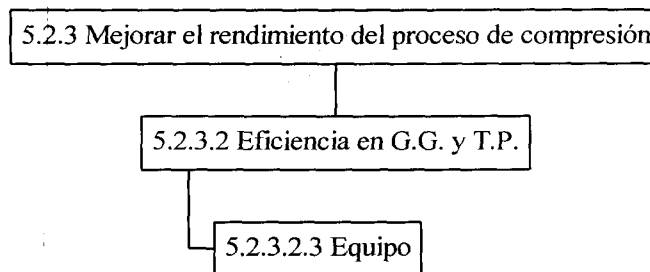 5.2.3 Mejorar el rendimiento del proceso de compresión
5.2.3.2 Eficiencia en G.G. y T.P.
5.2.3.2.3 Equipo